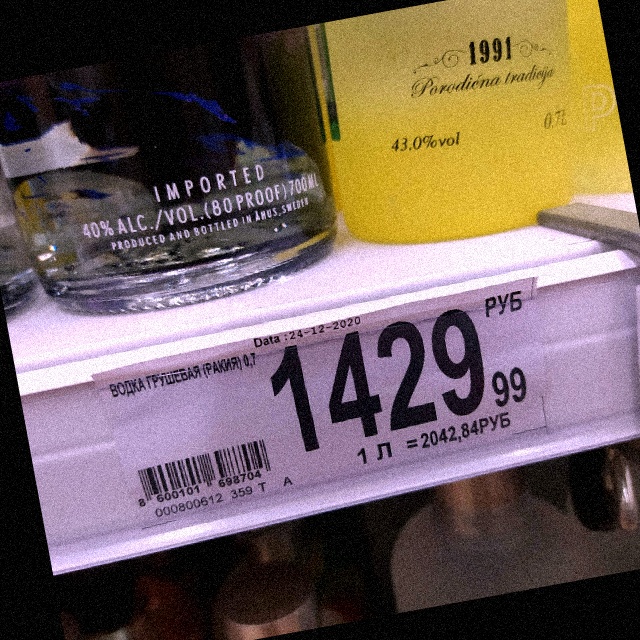 1991
Porodična tradicija
43.0%vol
0.7L
IMPORTED
40% ALC./VOL.(80 PROOF) 700ML
PRODUCED AND BOTTLED IN ÅHUS, SWEDEN
Data :24-12-2020
ВОДКА ГРУШЕВАЯ (РАКИЯ) 0,7
1429 99 РУБ
1 Л =2042,84РУБ
8 600101 698704
000800612 359 Т А